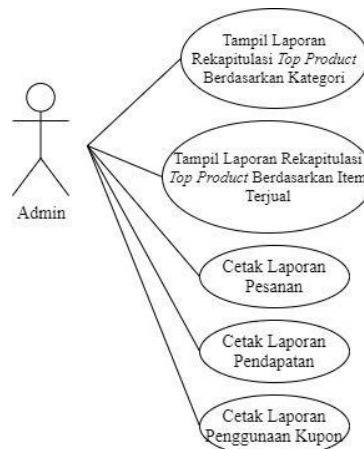 Tampil Laporan
Rekapitulasi Top Product
Berdasarkan Kategori
Admin
Tampil Laporan Rekapitulasi
Top Product Berdasarkan Item
Terjual
Cetak Laporan
Pesanan
Cetak Laporan
Pendapatan
Cetak Laporan
Penggunaan Kupon